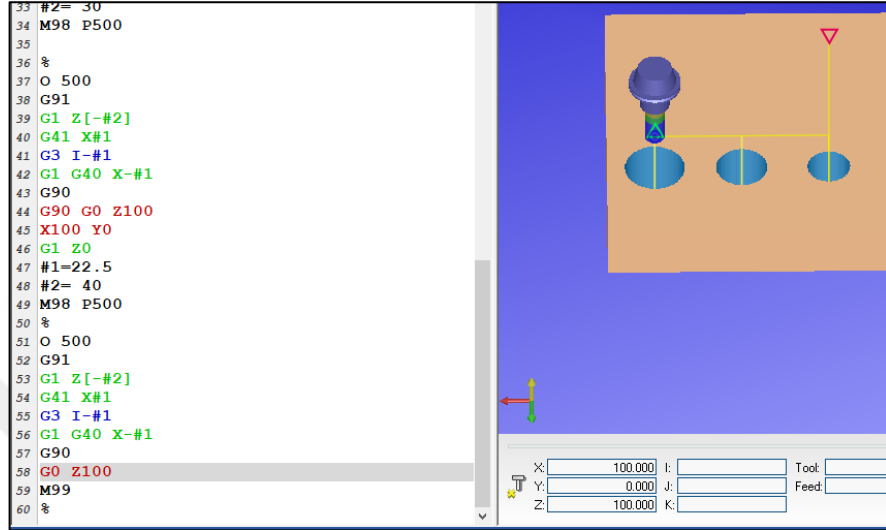 33 #2= 30
34 M98 P500
35
36 %
37 O 500
38 G91
39 G1 Z[-#2]
40 G41 X#1
41 G3 I-#1
42 G1 G40 X-#1
43 G90
44 G90 G0 Z100
45 X100 Y0
46 G1 Z0
47 #1=22.5
48 #2= 40
49 M98 P500
50 %
51 O 500
52 G91
53 G1 Z[-#2]
54 G41 X#1
55 G3 I-#1
56 G1 G40 X-#1
57 G90
58 G0 Z100
59 M99
60 %
X: 100.000 I: Tool:
Y: 0.000 J: Feed:
Z: 100.000 K: